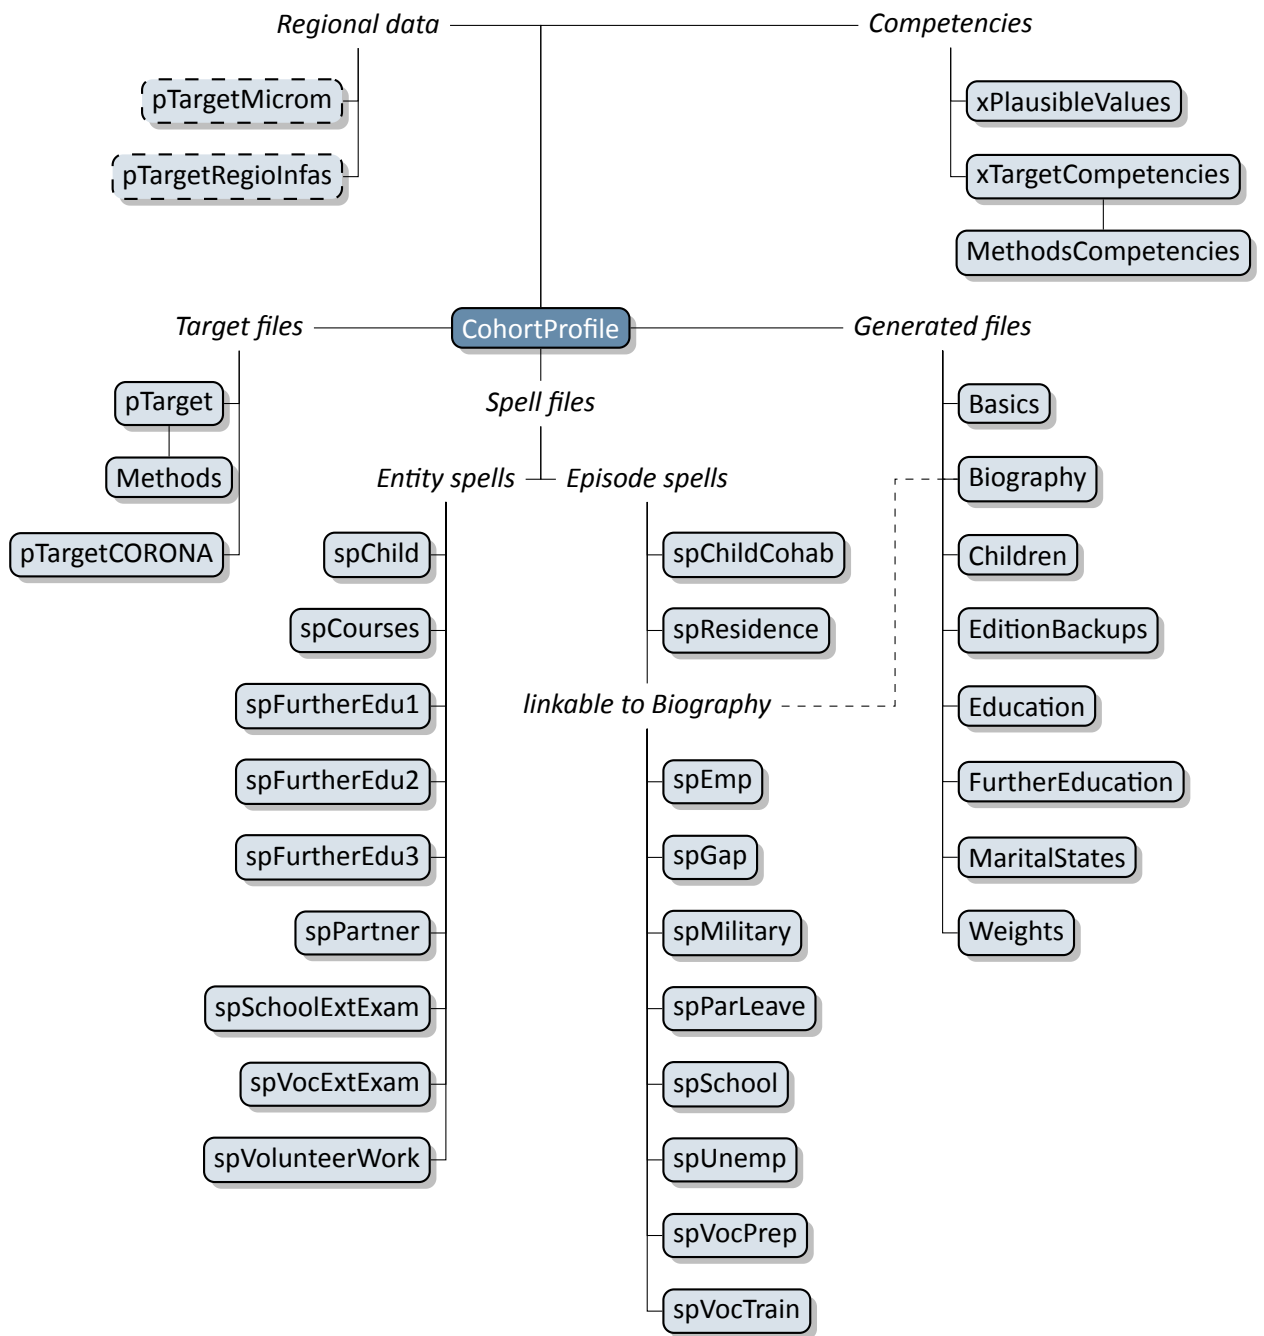 Regional data
Competencies
pTargetMicrom
xPlausibleValues
pTargetRegioInfas
xTargetCompetencies
MethodsCompetencies
Target files
CohortProfile
Generated files
pTarget
Methods
pTargetCORONA
Spell files
Entity spells
Episode spells
spChild
spCourses
spFurtherEdu1
spFurtherEdu2
spFurtherEdu3
spPartner
spSchoolExtExam
spVocExtExam
spVolunteerWork
spChildCohab
spResidence
linkable to Biography
spEmp
spGap
spMilitary
spParLeave
spSchool
spUnemp
spVocPrep
spVocTrain
Basics
Biography
Children
EditionBackups
Education
FurtherEducation
MaritalStates
Weights